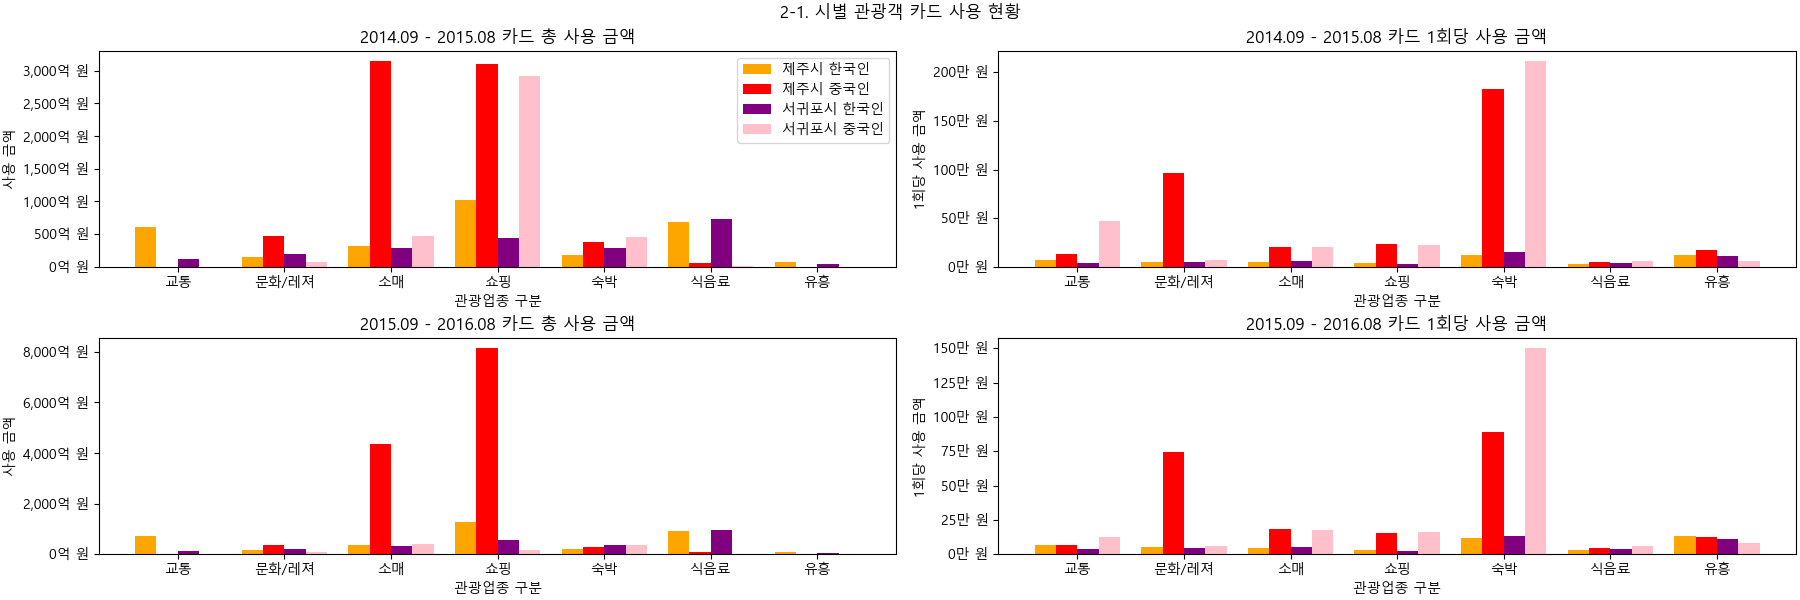 2-1. 시별 관광객 카드 사용 현황
2014.09 - 2015.08 카드 총 사용 금액
사용 금액
3,000억 원
2,500억 원
2,000억 원
1,500억 원
1,000억 원
500억 원
0억 원
제주시 한국인
제주시 중국인
서귀포시 한국인
서귀포시 중국인
교통 문화/레져 소매 쇼핑 숙박 식음료 유흥
관광업종 구분
2014.09 - 2015.08 카드 1회당 사용 금액
1회당 사용 금액
200만 원
150만 원
100만 원
50만 원
0만 원
교통 문화/레져 소매 쇼핑 숙박 식음료 유흥
관광업종 구분
2015.09 - 2016.08 카드 총 사용 금액
사용 금액
8,000억 원
6,000억 원
4,000억 원
2,000억 원
0억 원
교통 문화/레져 소매 쇼핑 숙박 식음료 유흥
관광업종 구분
2015.09 - 2016.08 카드 1회당 사용 금액
1회당 사용 금액
150만 원
125만 원
100만 원
75만 원
50만 원
25만 원
0만 원
교통 문화/레져 소매 쇼핑 숙박 식음료 유흥
관광업종 구분